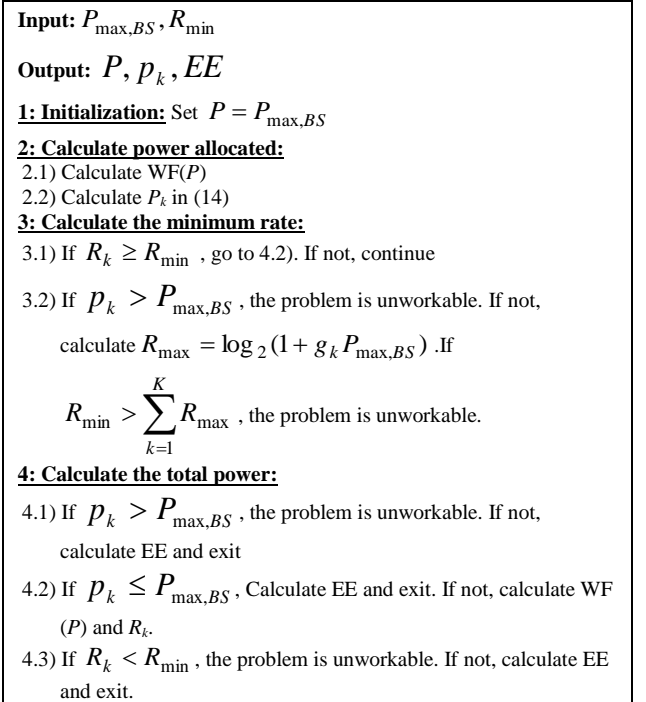 Input: P_max,BS, R_min
Output: P, p_k, EE
1: Initialization: Set P = P_max,BS
2: Calculate power allocated:
2.1) Calculate WF(P)
2.2) Calculate P_k in (14)
3: Calculate the minimum rate:
3.1) If R_k ≥ R_min , go to 4.2). If not, continue
3.2) If p_k > P_max,BS , the problem is unworkable. If not,
calculate R_max = log_2(1 + g_k P_max,BS) .If
R_min > ∑_{k=1}^{K} R_max , the problem is unworkable.
4: Calculate the total power:
4.1) If p_k > P_max,BS , the problem is unworkable. If not,
calculate EE and exit
4.2) If p_k ≤ P_max,BS , Calculate EE and exit. If not, calculate WF
(P) and R_k.
4.3) If R_k < R_min , the problem is unworkable. If not, calculate EE
and exit.